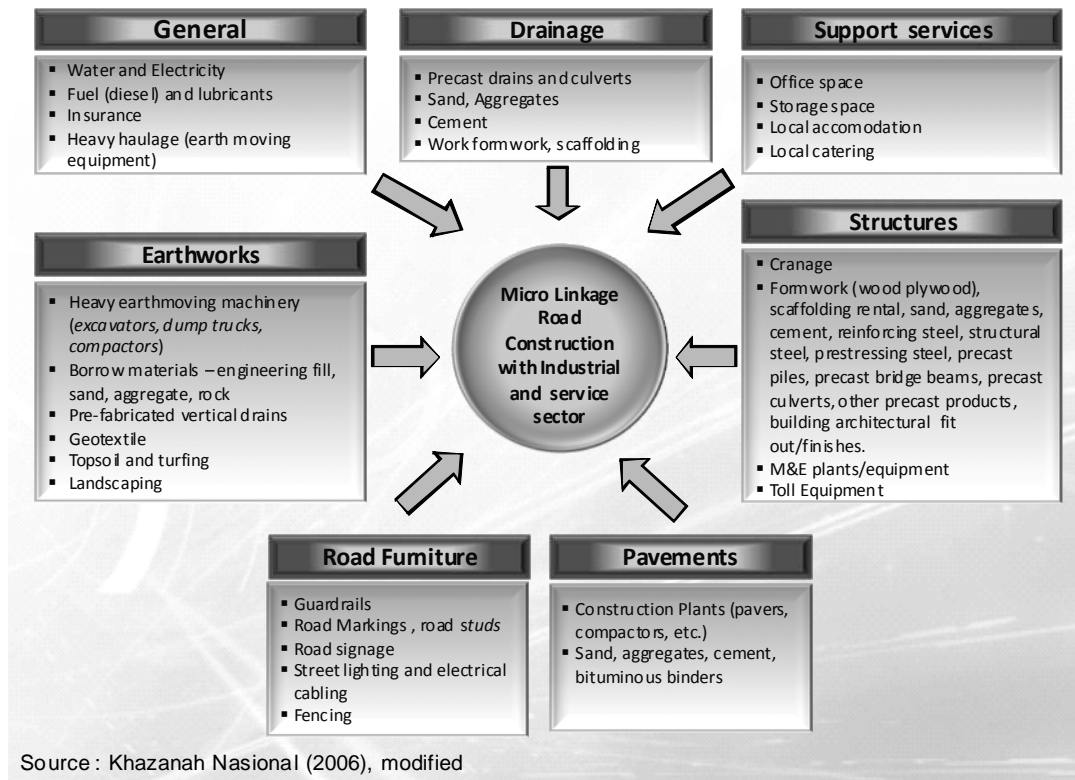 General
▪ Water and Electricity
▪ Fuel (diesel) and lubricants
▪ Insurance
▪ Heavy haulage (earth moving
equipment)
Drainage
▪ Precast drains and culverts
▪ Sand, Aggregates
▪ Cement
▪ Work formwork, scaffolding
Support services
▪ Office space
▪ Storage space
▪ Local accomodation
▪ Local catering
Earthworks
▪ Heavy earthmoving machinery
(excavators, dump trucks,
compactors)
▪ Borrow materials – engineering fill,
sand, aggregate, rock
▪ Pre-fabricated vertical drains
▪ Geotextile
▪ Topsoil and turfing
▪ Landscaping
Micro Linkage
Road
Construction
with Industrial
and service
sector
Structures
▪ Cranage
▪ Formwork (wood plywood),
scaffolding rental, sand, aggregates,
cement, reinforcing steel, structural
steel, prestressing steel, precast
piles, precast bridge beams, precast
culverts, other precast products,
building architectural fit
out/finishes.
▪ M&E plants/equipment
▪ Toll Equipment
Road Furniture
▪ Guardrails
▪ Road Markings , road studs
▪ Road signage
▪ Street lighting and electrical
cabling
▪ Fencing
Pavements
▪ Construction Plants (pavers,
compactors, etc.)
▪ Sand, aggregates, cement,
bituminous binders
Source : Khazanah Nasional (2006), modified